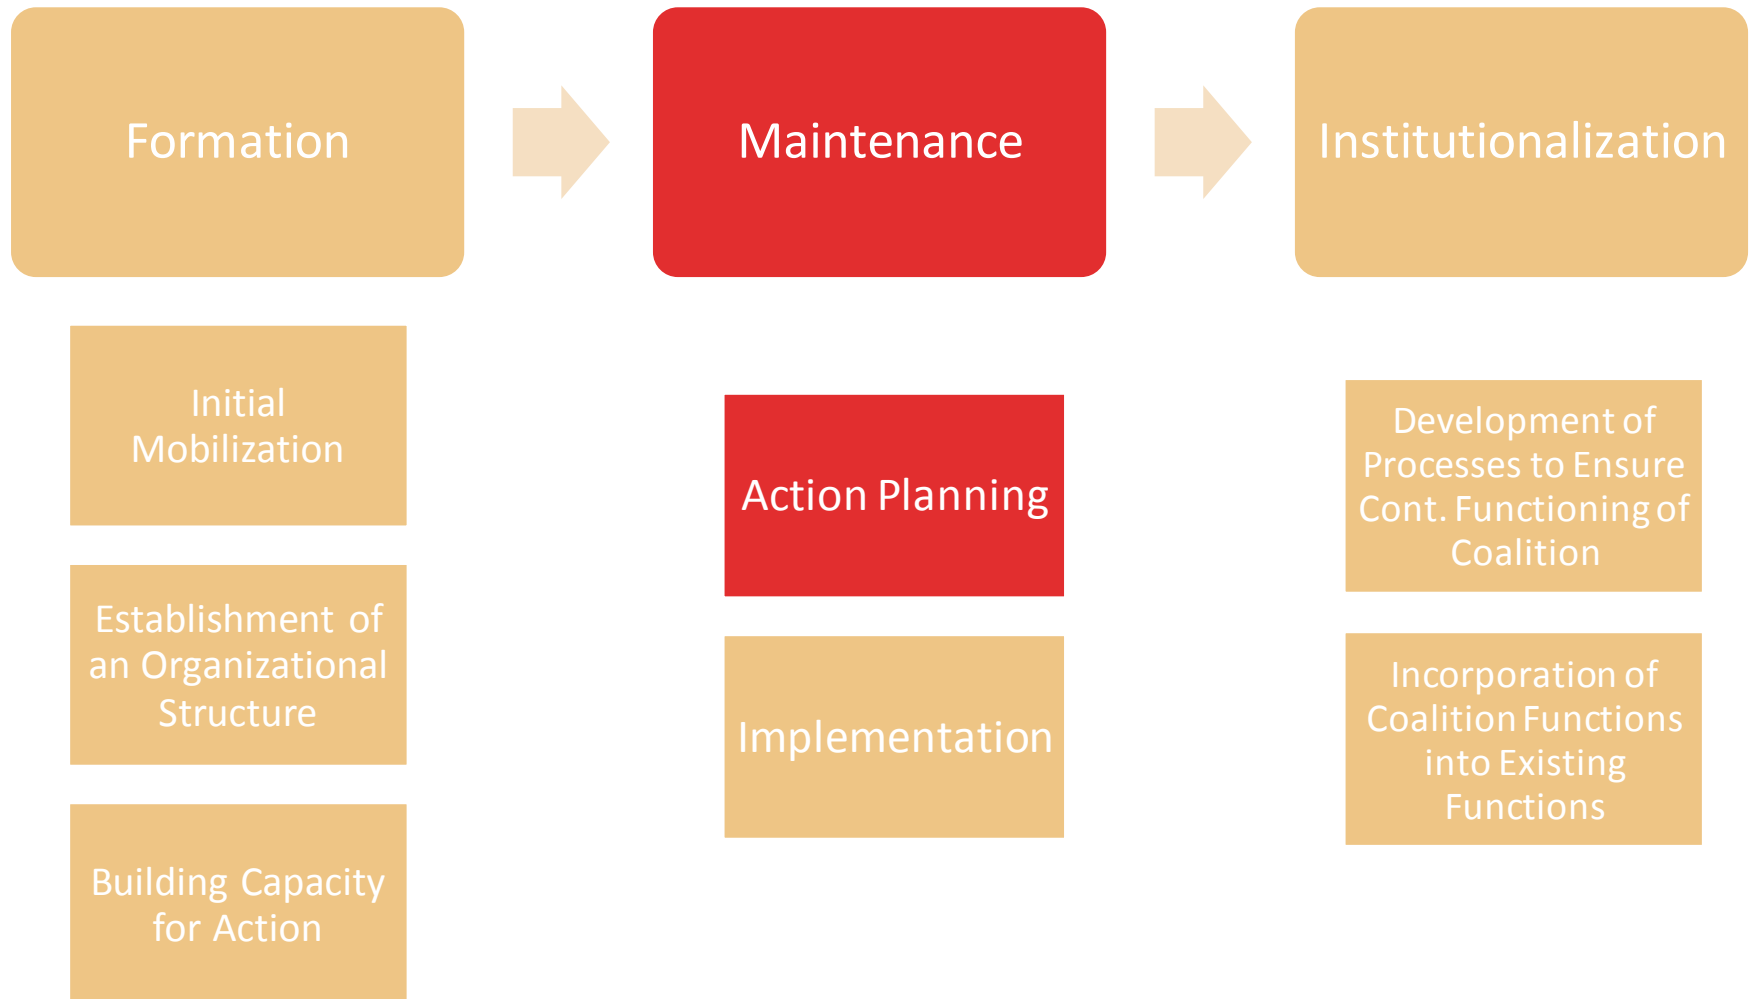 Formation
Maintenance
Institutionalization
Initial
Mobilization
Establishment of
an Organizational
Structure
Building Capacity
for Action
Action Planning
Implementation
Development of
Processes to Ensure
Cont. Functioning of
Coalition
Incorporation of
Coalition Functions
into Existing
Functions